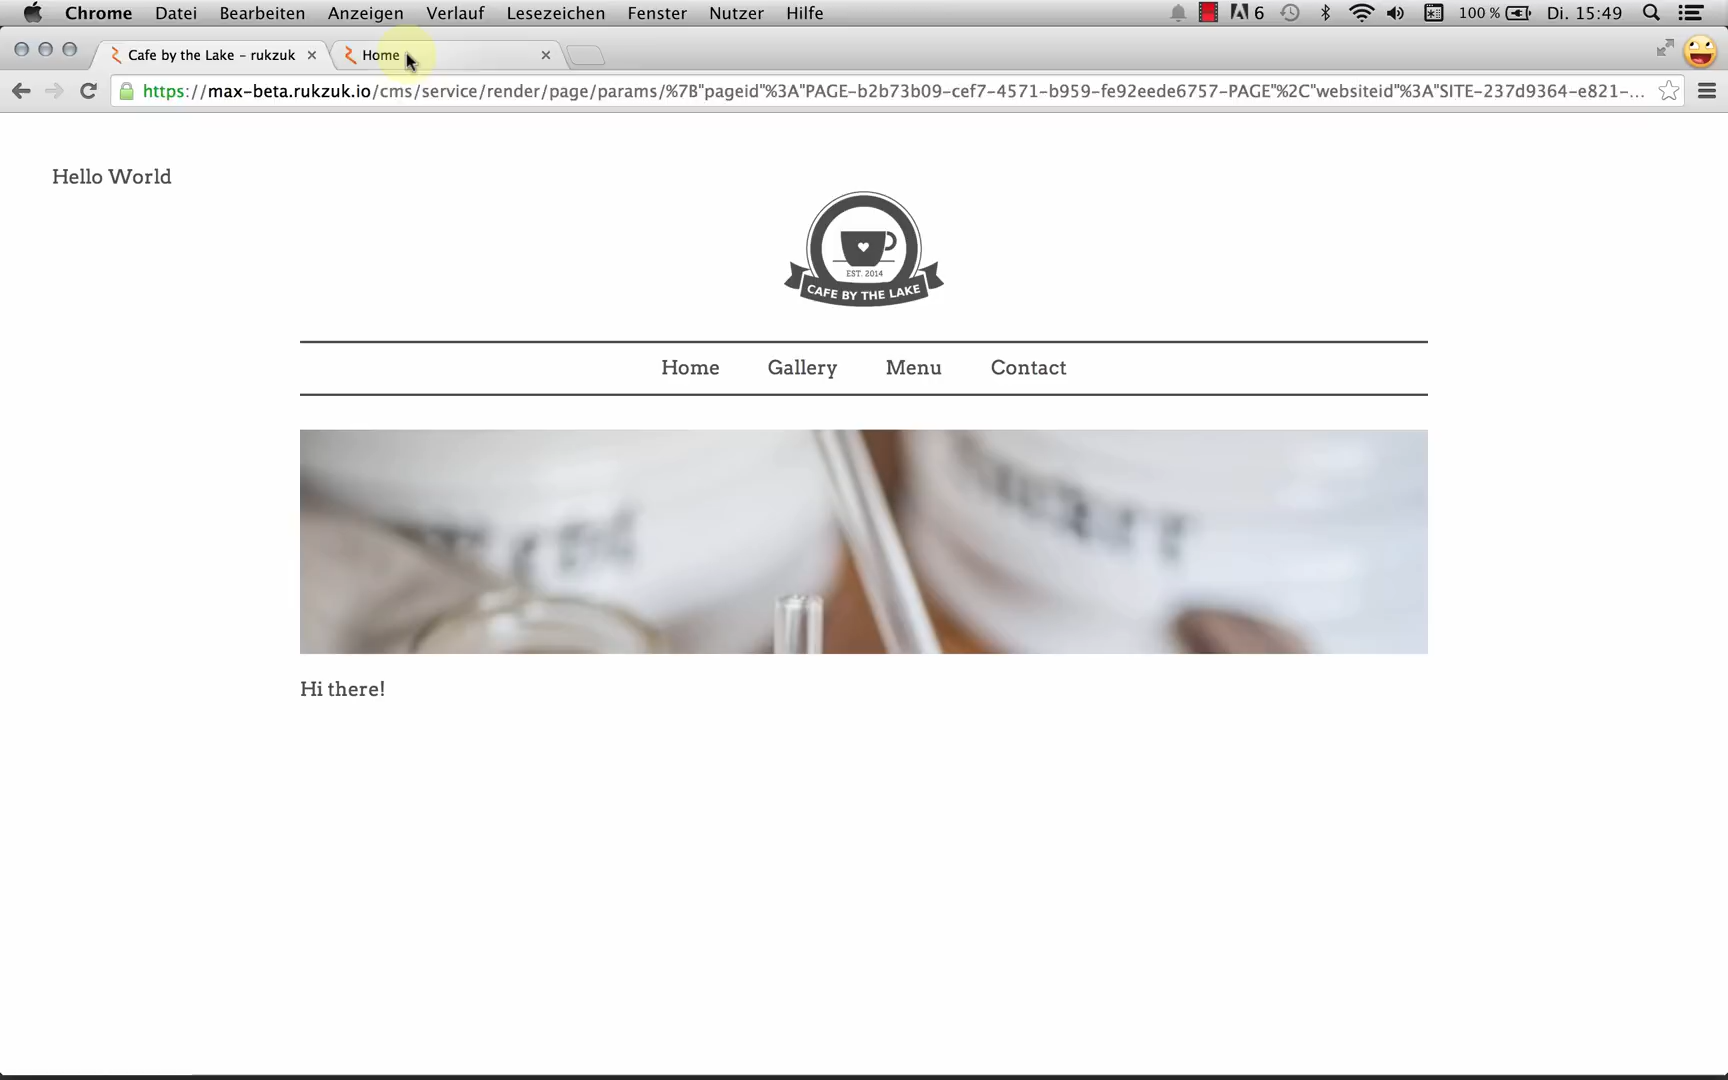 Chrome Datei Bearbeiten Anzeigen Verlauf Lesezeichen Fenster Nutzer Hilfe 6 100 % Di. 15:49
Cafe by the Lake – rukzuk Home
https://max-beta.rukzuk.io/cms/service/render/page/params/%7B"pageid"%3A"PAGE-b2b73b09-cef7-4571-b959-fe92eede6757-PAGE"%2C"websiteid"%3A"SITE-237d9364-e821-...
Hello World
EST. 2014
CAFE BY THE LAKE
Home Gallery Menu Contact
Hi there!